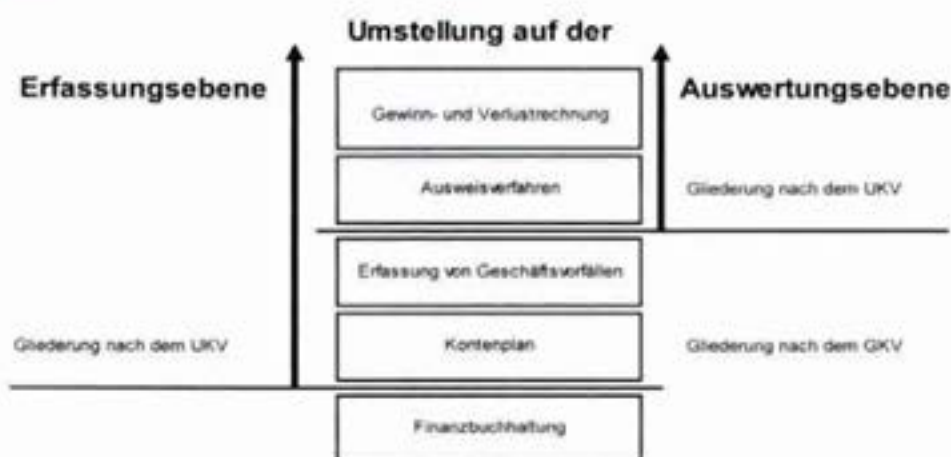 Umstellung auf der
Erfassungsebene
Auswertungsebene
Gewinn- und Verlustrechnung
Ausweisverfahren
Gliederung nach dem UKV
Erfassung von Geschäftsvorfällen
Gliederung nach dem UKV
Kontenplan
Gliederung nach dem GKV
Finanzbuchhaltung